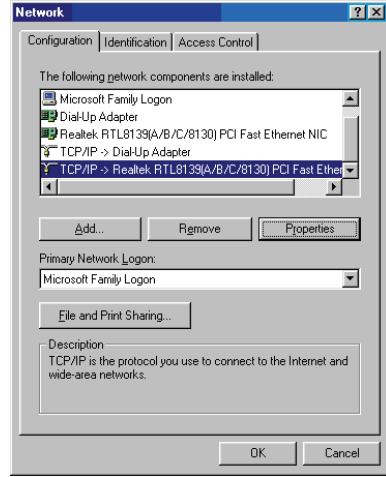 Network
Configuration Identification Access Control
The following network components are installed:
Microsoft Family Logon
Dial-Up Adapter
Realtek RTL8139(A/B/C/8130) PCI Fast Ethernet NIC
TCP/IP -> Dial-Up Adapter
TCP/IP -> Realtek RTL8139(A/B/C/8130) PCI Fast Ether
Add... Remove Properties
Primary Network Logon:
Microsoft Family Logon
File and Print Sharing...
Description
TCP/IP is the protocol you use to connect to the Internet and
wide-area networks.
OK Cancel